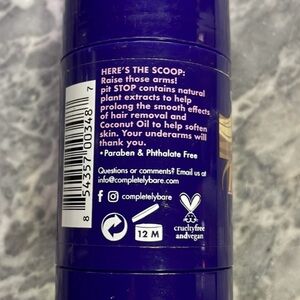 HERE'S THE SCOOP:
Raise those arms!
pit STOP contains natural
plant extracts to help
prolong the smooth effects
of hair removal and
Coconut Oil to help soften
skin. Your underarms will
thank you.
•Paraben & Phthalate Free
Questions or comments? Email us at
info@completelybare.com
completelybare
12 M
crueltyfree
andvegan
8 54357 00348 7